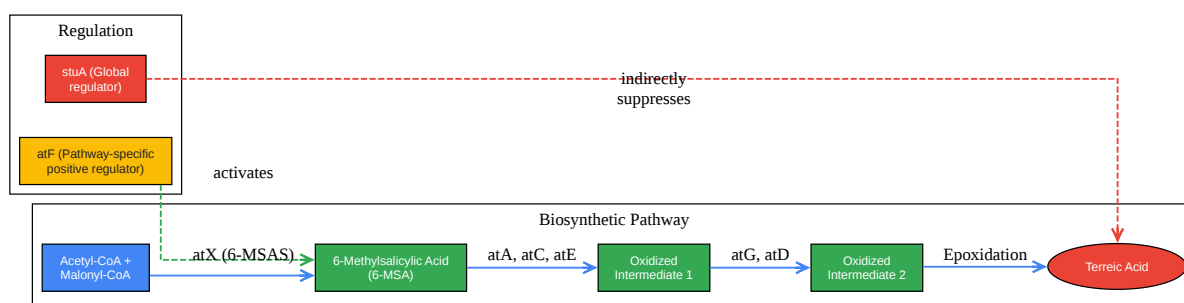 Regulation
stuA (Global
regulator)
indirectly
suppresses
atF (Pathway-specific
positive regulator)
activates
Biosynthetic Pathway
Acetyl-CoA +
Malonyl-CoA
atX (6-MSAS)
6-Methylsalicylic Acid
(6-MSA)
atA, atC, atE
Oxidized
Intermediate 1
atG, atD
Oxidized
Intermediate 2
Epoxidation
Terreic Acid